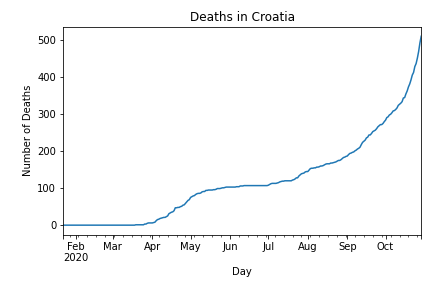 Deaths in Croatia
Number of Deaths
500
400
300
200
100
0
Feb Mar Apr May Jun Jul Aug Sep Oct
2020
Day